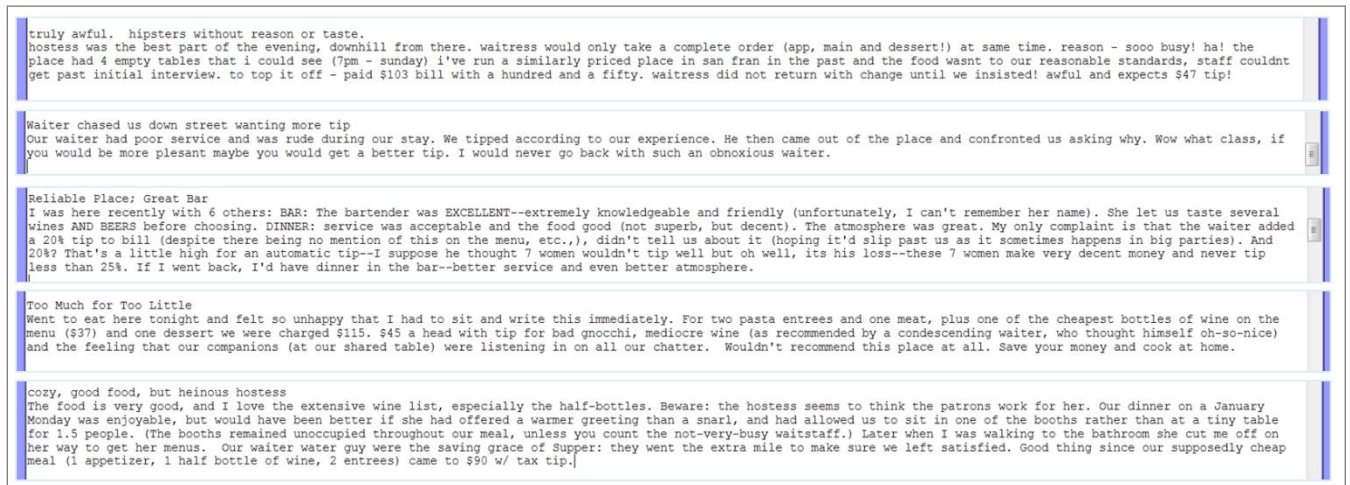 truly awful.  hipsters without reason or taste.
hostess was the best part of the evening, downhill from there. waitress would only take a complete order (app, main and dessert!) at same time. reason - sooo busy! ha! the
place had 4 empty tables that i could see (7pm - sunday) i've run a similarly priced place in san fran in the past and the food wasnt to our reasonable standards, staff couldnt
get past initial interview. to top it off - paid $103 bill with a hundred and a fifty. waitress did not return with change until we insisted! awful and expects $47 tip!
Waiter chased us down street wanting more tip
Our waiter had poor service and was rude during our stay. We tipped according to our experience. He then came out of the place and confronted us asking why. Wow what class, if
you would be more plesant maybe you would get a better tip. I would never go back with such an obnoxious waiter.
Reliable Place; Great Bar
I was here recently with 6 others: BAR: The bartender was EXCELLENT--extremely knowledgeable and friendly (unfortunately, I can't remember her name). She let us taste several
wines AND BEERS before choosing. DINNER: service was acceptable and the food good (not superb, but decent). The atmosphere was great. My only complaint is that the waiter added
a 20% tip to bill (despite there being no mention of this on the menu, etc.,), didn't tell us about it (hoping it'd slip past us as it sometimes happens in big parties). And
20%? That's a little high for an automatic tip--I suppose he thought 7 women wouldn't tip well but oh well, its his loss--these 7 women make very decent money and never tip
less than 25%. If I went back, I'd have dinner in the bar--better service and even better atmosphere.
Too Much for Too Little
Went to eat here tonight and felt so unhappy that I had to sit and write this immediately. For two pasta entrees and one meat, plus one of the cheapest bottles of wine on the
menu ($37) and one dessert we were charged $115. $45 a head with tip for bad gnocchi, mediocre wine (as recommended by a condescending waiter, who thought himself oh-so-nice)
and the feeling that our companions (at our shared table) were listening in on all our chatter.  Wouldn't recommend this place at all. Save your money and cook at home.
cozy, good food, but heinous hostess
The food is very good, and I love the extensive wine list, especially the half-bottles. Beware: the hostess seems to think the patrons work for her. Our dinner on a January
Monday was enjoyable, but would have been better if she had offered a warmer greeting than a snarl, and had allowed us to sit in one of the booths rather than at a tiny table
for 1.5 people. (The booths remained unoccupied throughout our meal, unless you count the not-very-busy waitstaff.) Later when I was walking to the bathroom she cut me off on
her way to get her menus.  Our waiter water guy were the saving grace of Supper: they went the extra mile to make sure we left satisfied. Good thing since our supposedly cheap
meal (1 appetizer, 1 half bottle of wine, 2 entrees) came to $90 w/ tax tip.